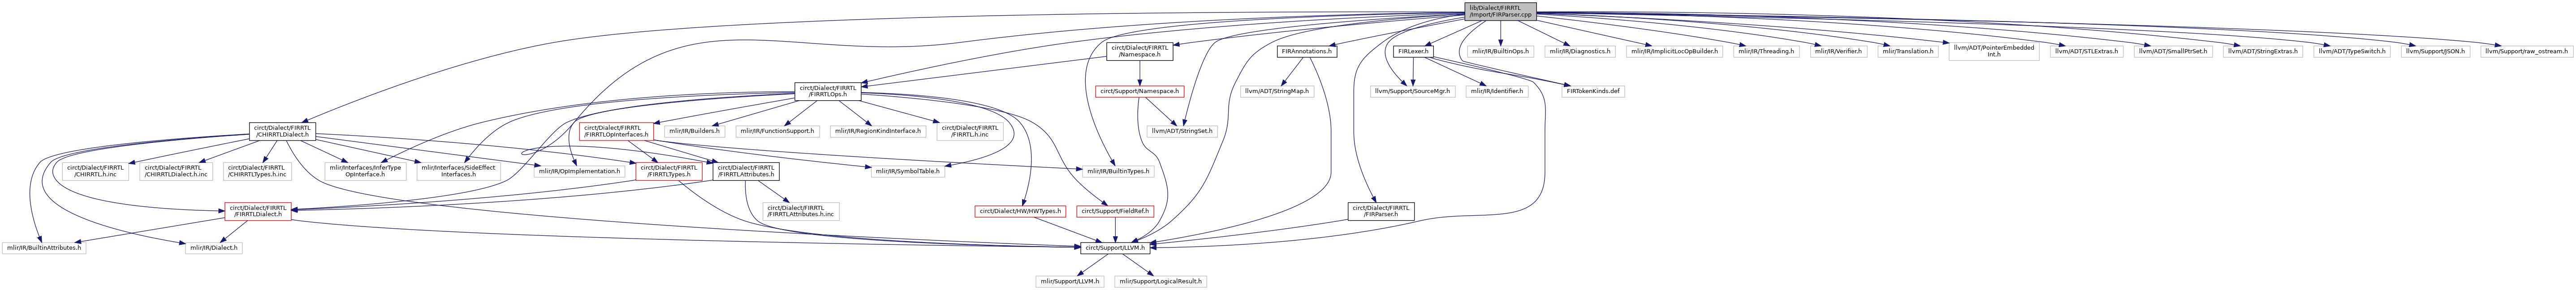 lib/Dialect/FIRRTL
/Import/FIRParser.cpp
circt/Dialect/FIRRTL
/Namespace.h
FIRAnnotations.h
FIRLexer.h
mlir/IR/BuiltinOps.h
mlir/IR/Diagnostics.h
mlir/IR/ImplicitLocOpBuilder.h
mlir/IR/Threading.h
mlir/IR/Verifier.h
mlir/Translation.h
llvm/ADT/PointerEmbedded
Int.h
llvm/ADT/STLExtras.h
llvm/ADT/SmallPtrSet.h
llvm/ADT/StringExtras.h
llvm/ADT/TypeSwitch.h
llvm/Support/JSON.h
llvm/Support/raw_ostream.h
circt/Dialect/FIRRTL
/FIRRTLOps.h
circt/Support/Namespace.h
llvm/ADT/StringMap.h
llvm/Support/SourceMgr.h
mlir/IR/Identifier.h
FIRTokenKinds.def
circt/Dialect/FIRRTL
/CHIRRTLDialect.h
circt/Dialect/FIRRTL
/FIRRTLOpInterfaces.h
mlir/IR/Builders.h
mlir/IR/FunctionSupport.h
mlir/IR/RegionKindInterface.h
circt/Dialect/FIRRTL
/FIRRTL.h.inc
llvm/ADT/StringSet.h
circt/Dialect/FIRRTL
/CHIRRTL.h.inc
circt/Dialect/FIRRTL
/CHIRRTLDialect.h.inc
circt/Dialect/FIRRTL
/CHIRRTLTypes.h.inc
mlir/Interfaces/InferType
OpInterface.h
mlir/Interfaces/SideEffect
Interfaces.h
mlir/IR/OpImplementation.h
circt/Dialect/FIRRTL
/FIRRTLTypes.h
circt/Dialect/FIRRTL
/FIRRTLAttributes.h
mlir/IR/SymbolTable.h
mlir/IR/BuiltinTypes.h
circt/Dialect/FIRRTL
/FIRRTLDialect.h
circt/Dialect/FIRRTL
/FIRRTLAttributes.h.inc
circt/Dialect/HW/HWTypes.h
circt/Support/FieldRef.h
circt/Dialect/FIRRTL
/FIRParser.h
mlir/IR/BuiltinAttributes.h
mlir/IR/Dialect.h
circt/Support/LLVM.h
mlir/Support/LLVM.h
mlir/Support/LogicalResult.h